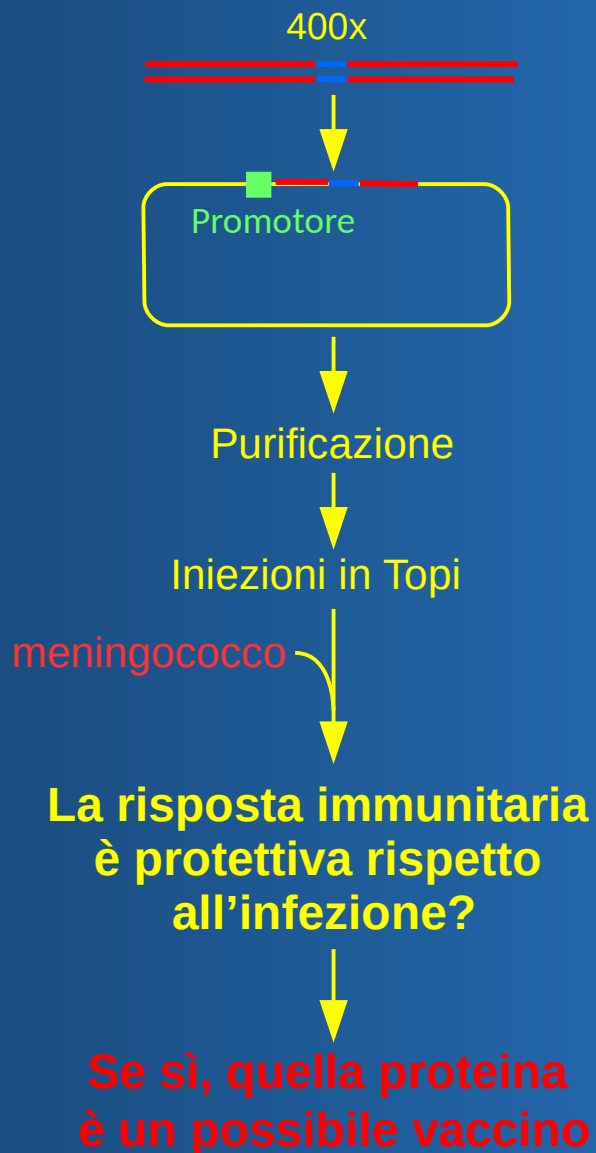 400x
Promotore
Purificazione
Iniezioni in Topi
meningococco
La risposta immunitaria
è protettiva rispetto
all’infezione?
Se sì, quella proteina
è un possibile vaccino